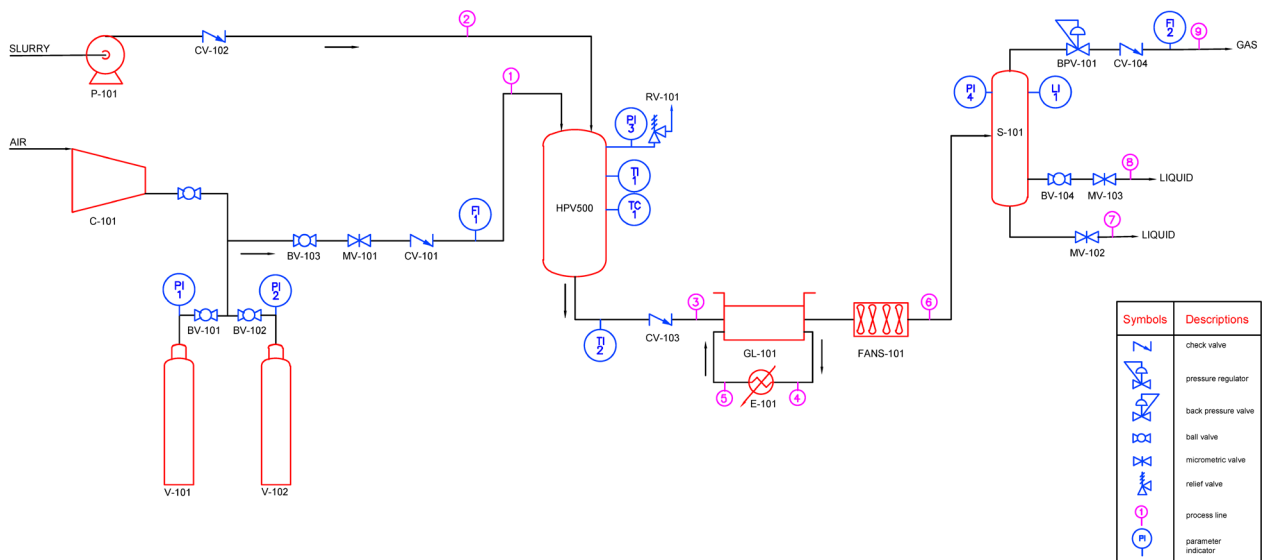 2
SLURRY
CV-102
P-101
1
RV-101
PI
3
AIR
TI
1
TC
1
HPV500
C-101
FI
1
BV-103
MV-101
CV-101
PI
1
PI
2
BV-101
BV-102
V-101
V-102
TI
2
CV-103
3
GL-101
5
E-101
4
FANS-101
6
BPV-101
CV-104
FI
2
9
GAS
PI
4
LI
1
S-101
BV-104
MV-103
8
LIQUID
MV-102
7
LIQUID
Symbols
Descriptions
check valve
pressure regulator
back pressure valve
ball valve
micrometric valve
relief valve
1
process line
PI
parameter
indicator